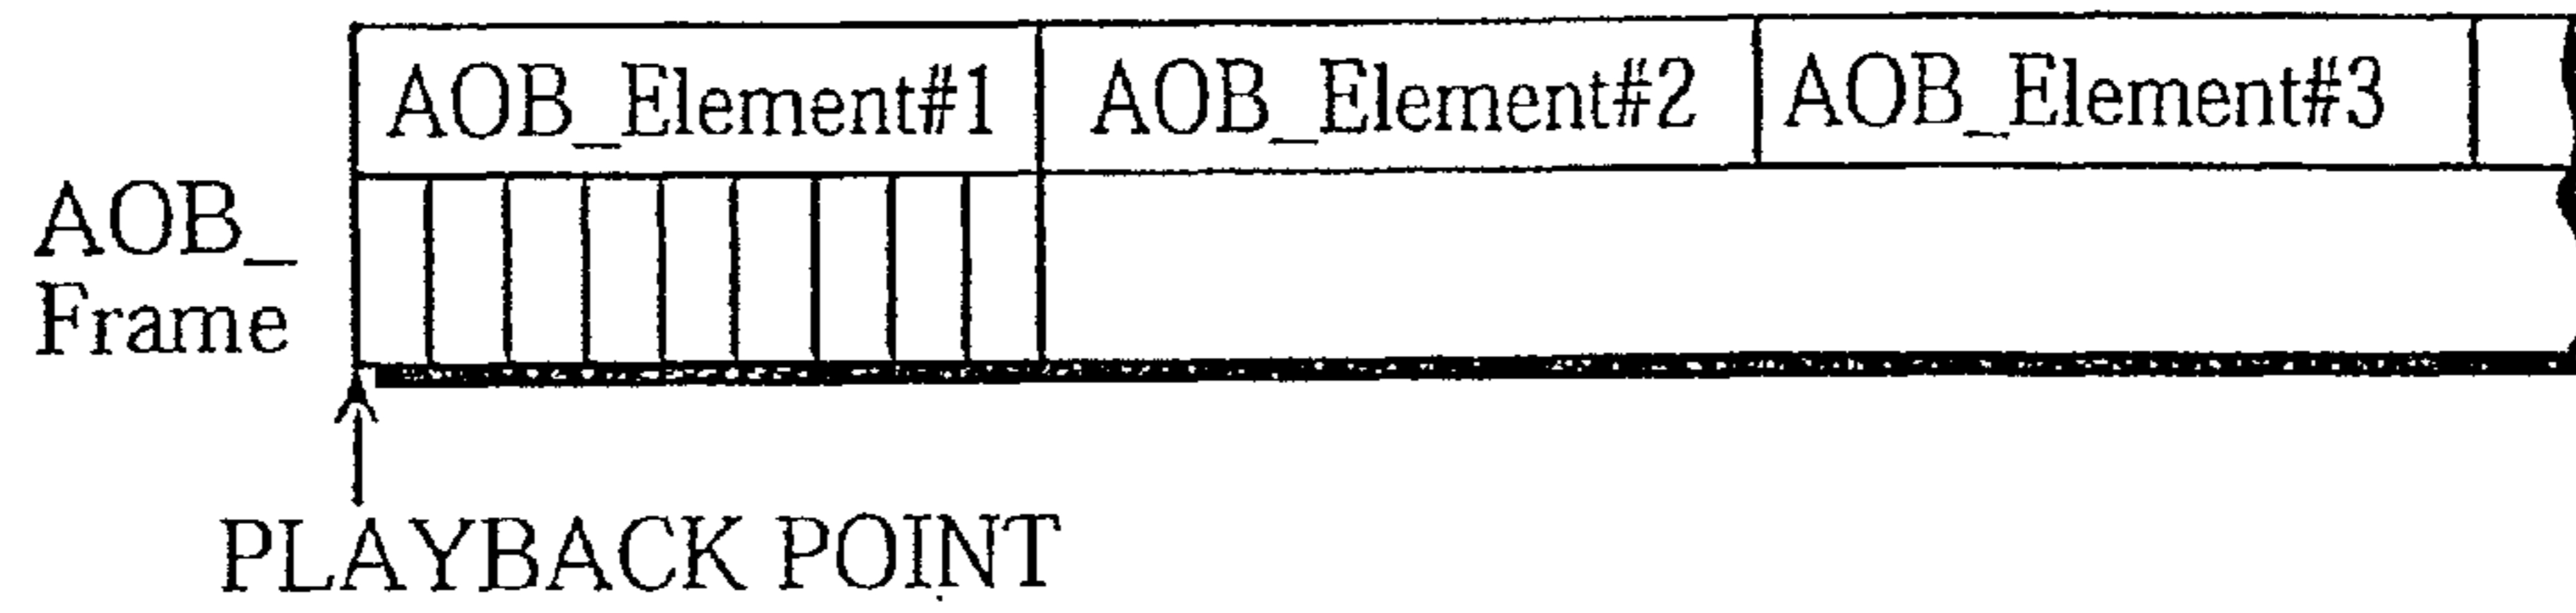 AOB_Element#1 AOB_Element#2 AOB_Element#3
AOB_
Frame
PLAYBACK POINT